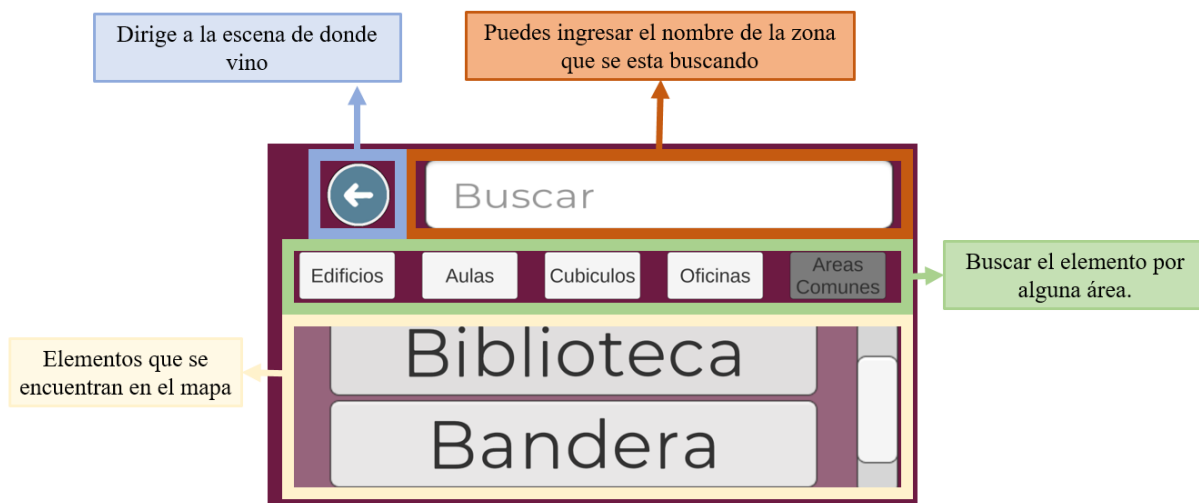 Dirige a la escena de donde
vino
Puedes ingresar el nombre de la zona
que se esta buscando
Buscar
Edificios
Aulas
Cubiculos
Oficinas
Areas
Comunes
Buscar el elemento por
alguna área.
Elementos que se
encuentran en el mapa
Biblioteca
Bandera